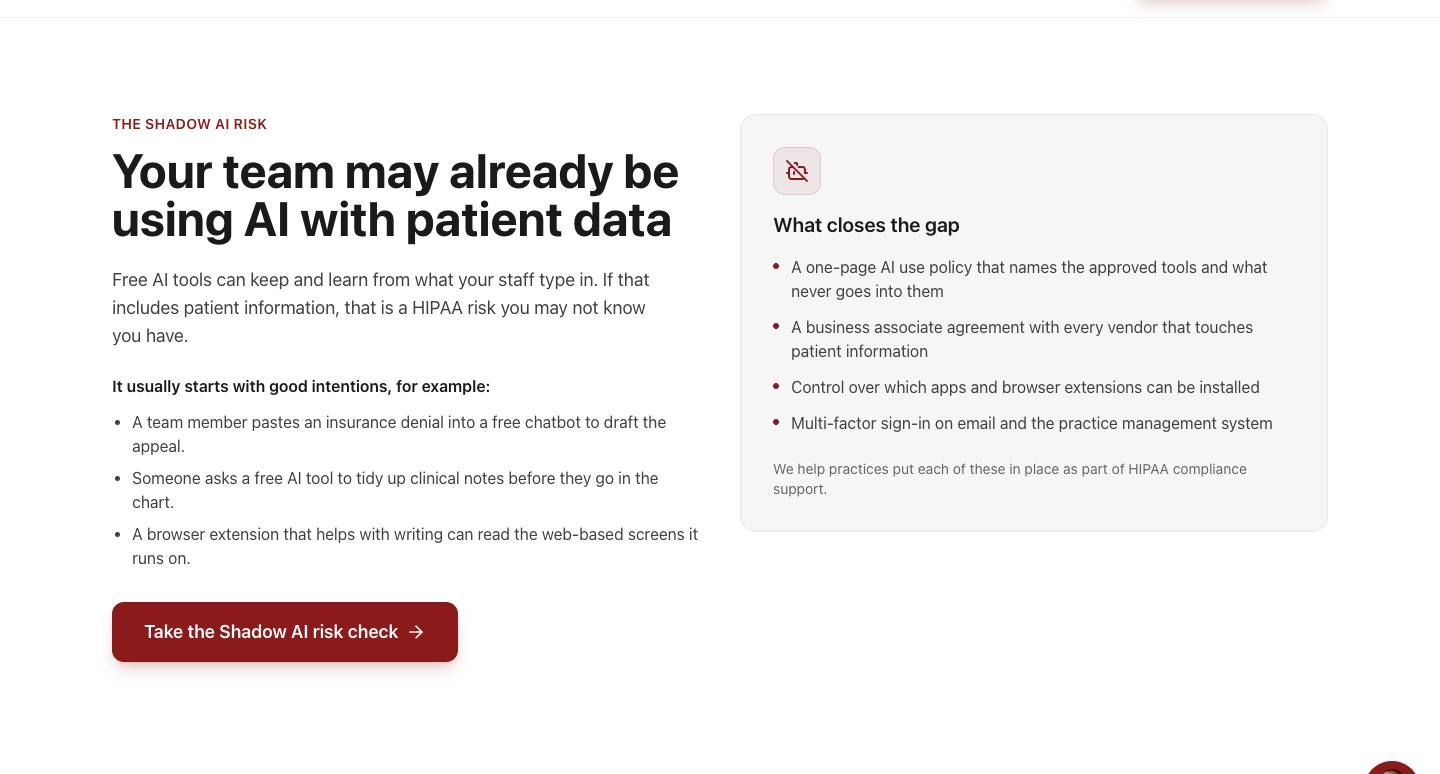 THE SHADOW AI RISK
Your team may already be
using AI with patient data
Free AI tools can keep and learn from what your staff type in. If that
includes patient information, that is a HIPAA risk you may not know
you have.
It usually starts with good intentions, for example:
• A team member pastes an insurance denial into a free chatbot to draft the
appeal.
• Someone asks a free AI tool to tidy up clinical notes before they go in the
chart.
• A browser extension that helps with writing can read the web-based screens it
runs on.
Take the Shadow AI risk check →
What closes the gap
• A one-page AI use policy that names the approved tools and what
never goes into them
• A business associate agreement with every vendor that touches
patient information
• Control over which apps and browser extensions can be installed
• Multi-factor sign-in on email and the practice management system
We help practices put each of these in place as part of HIPAA compliance
support.